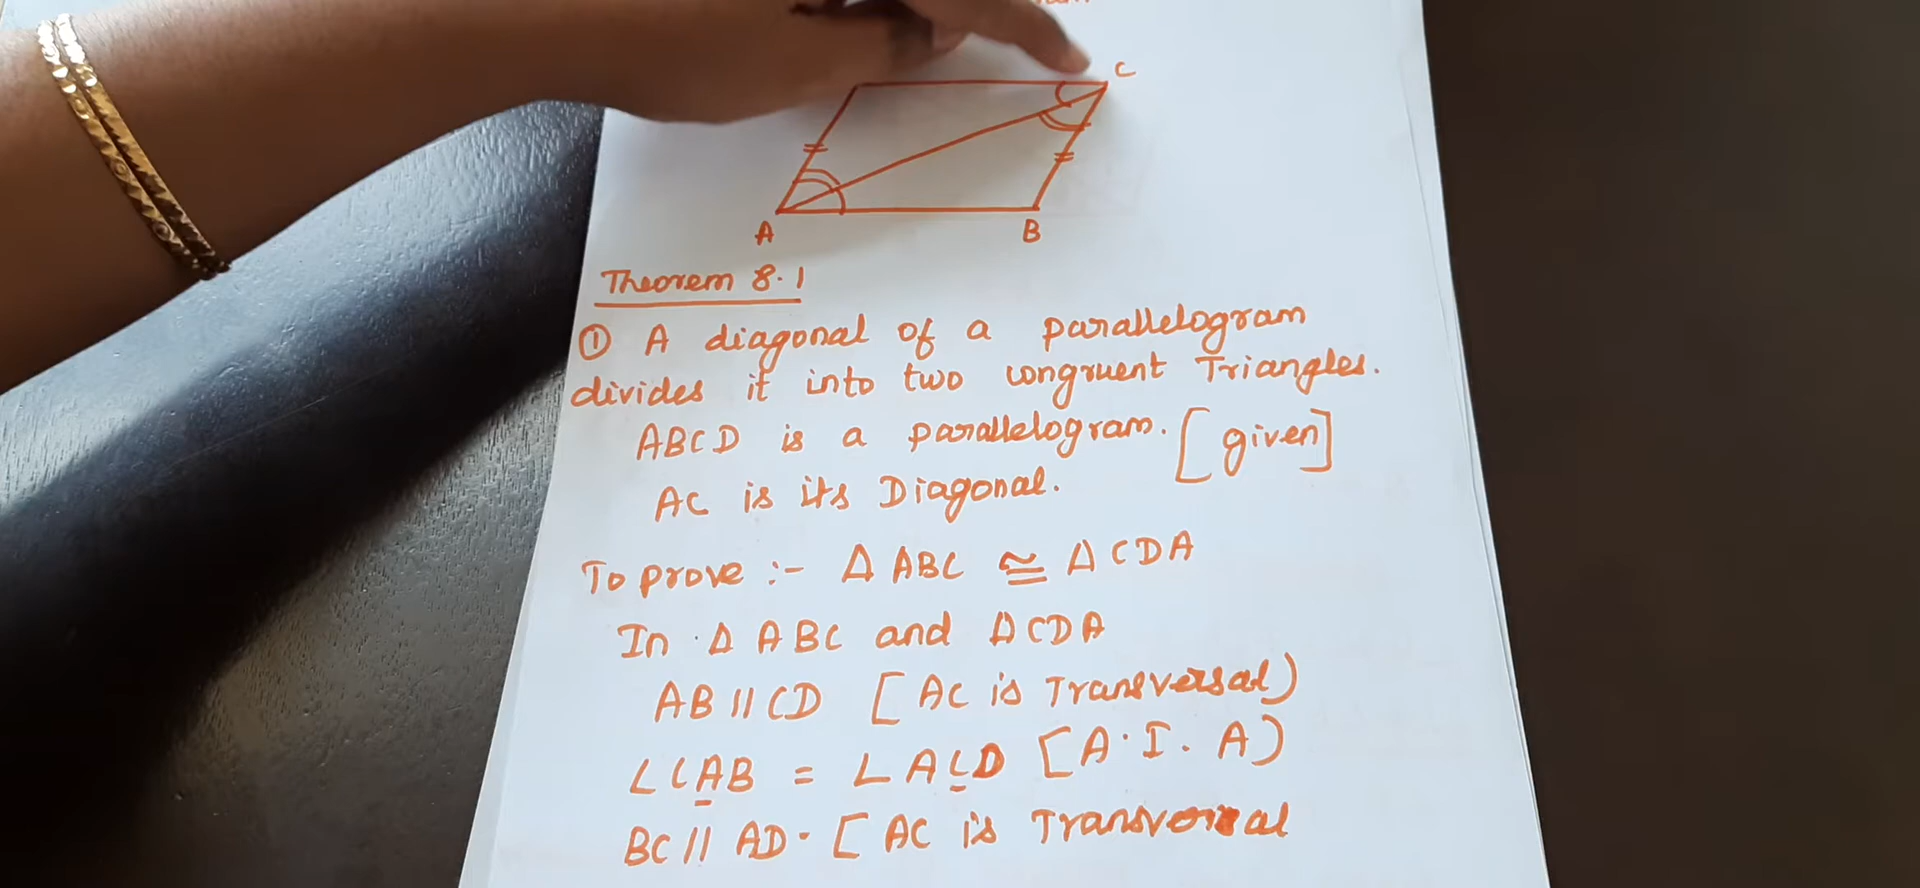 C
A
B
Theorem 8.1
① A diagonal of a parallelogram
divides it into two congruent Triangles.
ABCD is a parallelogram. [given]
AC is its Diagonal.
To prove :- Δ ABC ≅ Δ CDA
In Δ ABC and Δ CDA
AB || CD [AC is Transversal)
∠CAB = ∠ACD [A.I.A)
BC || AD. [AC is Transversal